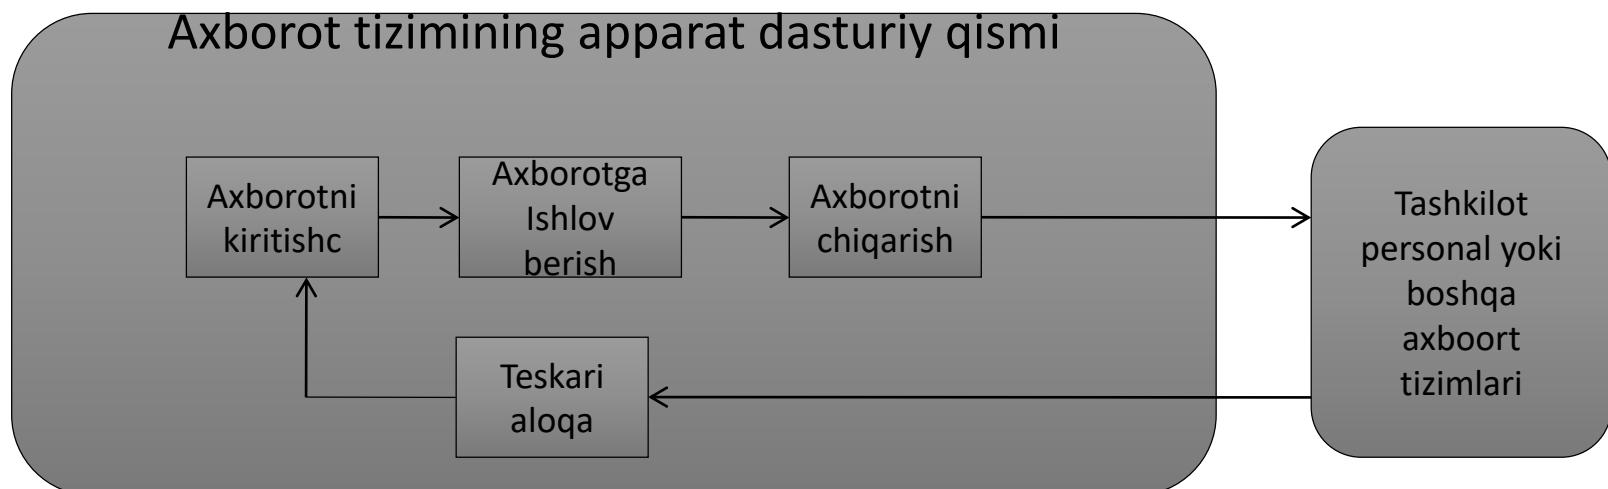 Axborot tizimining apparat dasturiy qismi
Axborotni
kiritishc
Axborotga
Ishlov
berish
Axborotni
chiqarish
Teskari
aloqa
Tashkilot
personal yoki
boshqa
axboort
tizimlari